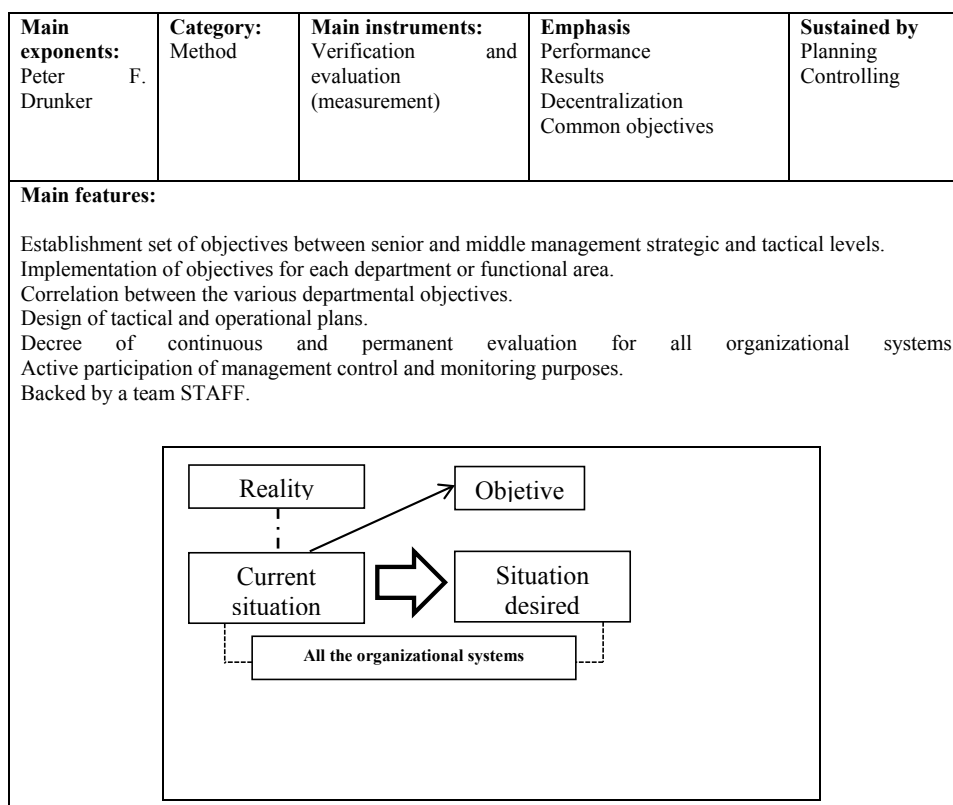 Main
exponents:
Peter F.
Drunker
Category:
Method
Main instruments:
Verification and
evaluation
(measurement)
Emphasis
Performance
Results
Decentralization
Common objectives
Sustained by
Planning
Controlling
Main features:
Establishment set of objectives between senior and middle management strategic and tactical levels.
Implementation of objectives for each department or functional area.
Correlation between the various departmental objectives.
Design of tactical and operational plans.
Decree of continuous and permanent evaluation for all organizational systems
Active participation of management control and monitoring purposes.
Backed by a team STAFF.
Reality
Objetive
Current
situation
Situation
desired
All the organizational systems